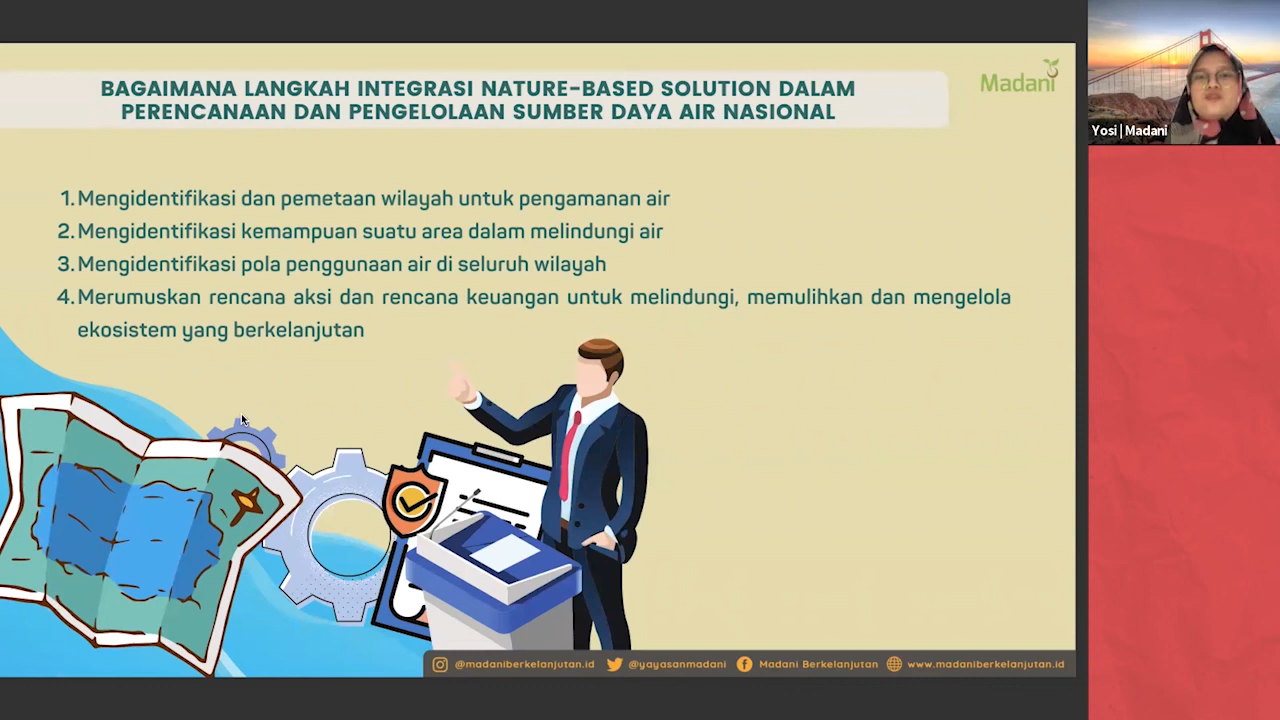 BAGAIMANA LANGKAH INTEGRASI NATURE-BASED SOLUTION DALAM
PERENCANAAN DAN PENGELOLAAN SUMBER DAYA AIR NASIONAL
Madani
Yosi | Madani
1. Mengidentifikasi dan pemetaan wilayah untuk pengamanan air
2. Mengidentifikasi kemampuan suatu area dalam melindungi air
3. Mengidentifikasi pola penggunaan air di seluruh wilayah
4. Merumuskan rencana aksi dan rencana keuangan untuk melindungi, memulihkan dan mengelola
ekosistem yang berkelanjutan
@madaniberkelanjutan.id @yayasanmadani Madani Berkelanjutan www.madaniberkelanjutan.id